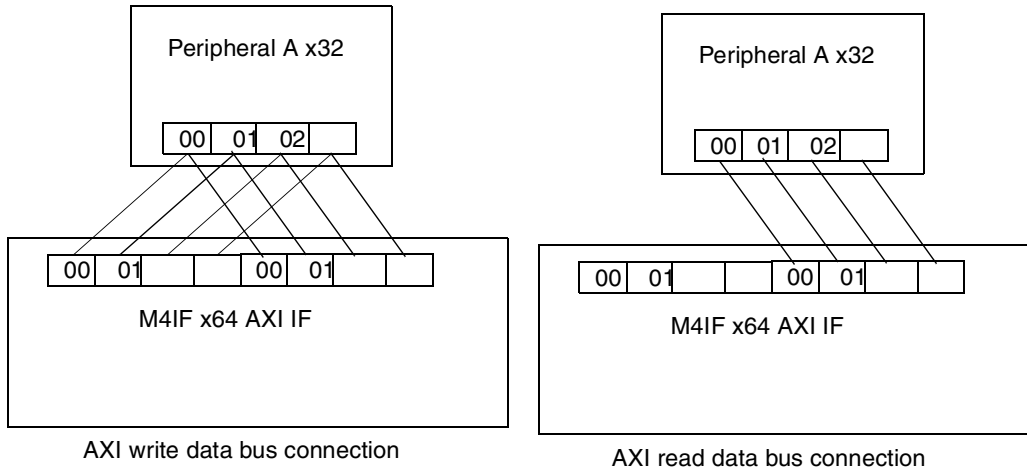 Peripheral A x32
00 01 02
00 01 00 01
M4IF x64 AXI IF
AXI write data bus connection
Peripheral A x32
00 01 02
00 01 00 01
M4IF x64 AXI IF
AXI read data bus connection